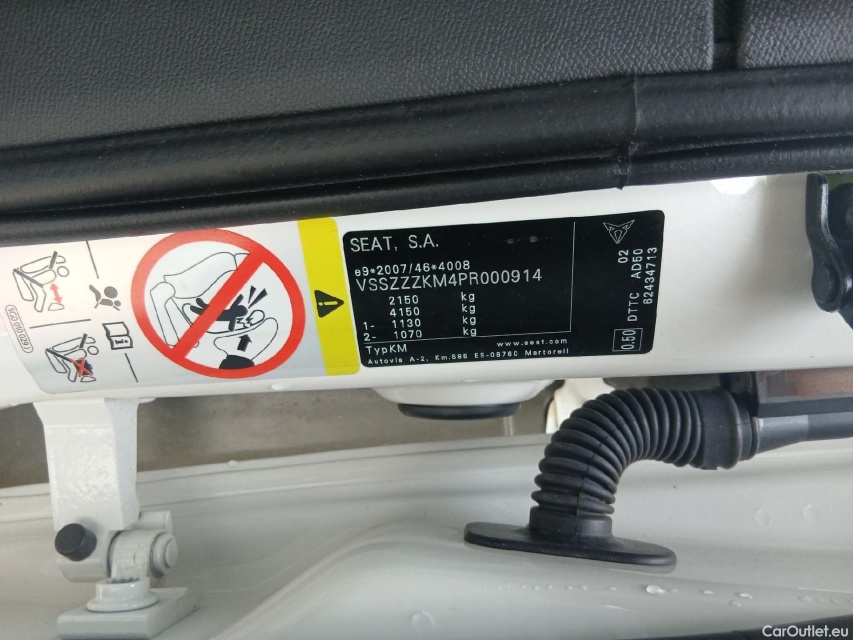 SEAT, S.A.
e9*2007/46*4008
VSSZZZKM4PR000914
2150 kg
4150 kg
1- 1130 kg
2- 1070 kg
TypKM
www.seat.com
Autovia A-2, Km.585 ES-08760 Martorell
02
DTTC AD50
0.50 62434713
CarOutlet.eu